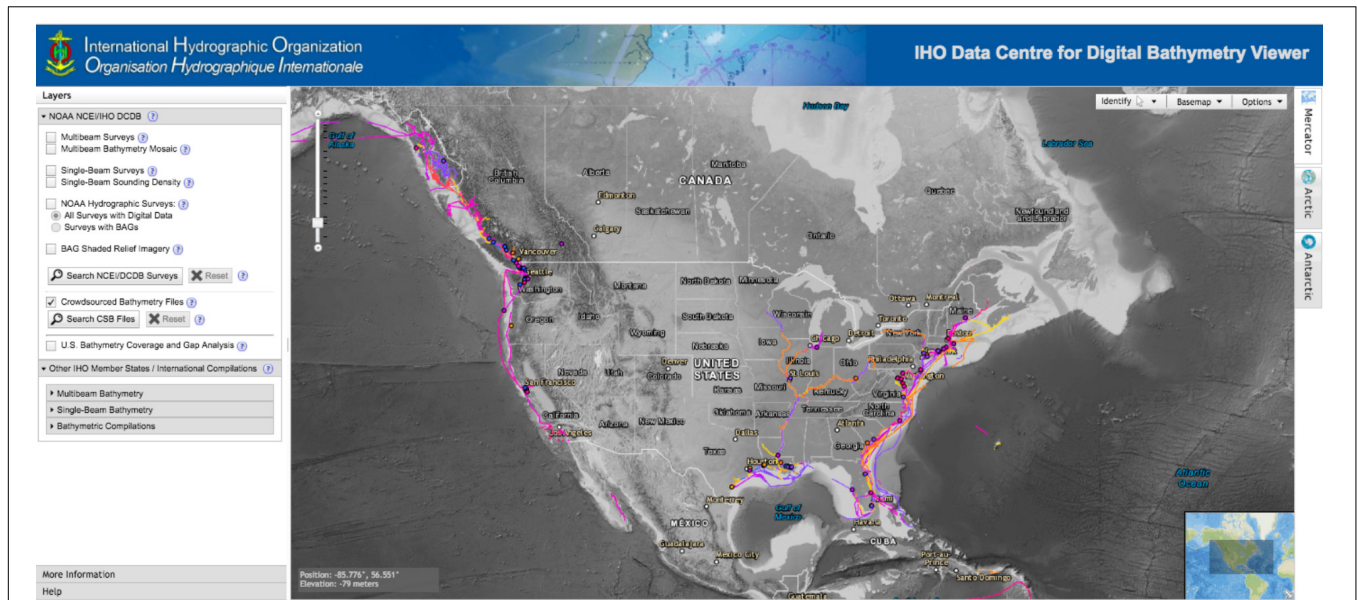 International Hydrographic Organization
Organisation Hydrographique Internationale
IHO Data Centre for Digital Bathymetry Viewer
Layers
NOAA NCEI/IHO DCDB
Multibeam Surveys
Multibeam Bathymetry Mosaic
Single-Beam Surveys
Single-Beam Sounding Density
NOAA Hydrographic Surveys:
All Surveys with Digital Data
Surveys with BAGs
BAG Shaded Relief Imagery
Search NCEI/DCDB Surveys Reset
Crowdsourced Bathymetry Files
Search CSB Files Reset
U.S. Bathymetry Coverage and Gap Analysis
Other IHO Member States / International Compilations
Multibeam Bathymetry
Single-Beam Bathymetry
Bathymetric Compilations
More Information
Help
Identify Basemap Options
Mercator
Arctic
Antarctic
Hudson Bay
Gulf of
Alaska
Labrador Sea
British
Columbia
Alberta
Manitoba
CANADA
Edmonton
Saskatchewan
Quebec
Newfoundland
and Labrador
Calgary
Ontario
Vancouver
Seattle
Washington
Montana
North Dakota
Minnesota
Ottawa
Montreal
Maine
Oregon
Idaho
Wyoming
South Dakota
Wisconsin
Toronto
Detroit
New York
Chicago
Iowa
Nebraska
Illinois
Ohio
Philadelphia
Nevada
Utah
Denver
Colorado
UNITED
STATES
St. Louis
San Francisco
Kansas
Missouri
Kentucky
Virginia
California
Los Angeles
Arizona
New Mexico
Oklahoma
Arkansas
Tennessee
North
Carolina
Dallas
Atlanta
Texas
Georgia
Houston
Monterrey
Gulf of
Mexico
MÉXICO
Havana
CUBA
Guadalajara
Mexico City
Port-au-
Prince
Santo Domingo
Guatemala
Atlantic
Ocean
Position: -85.776°, 56.551°
Elevation: -79 meters